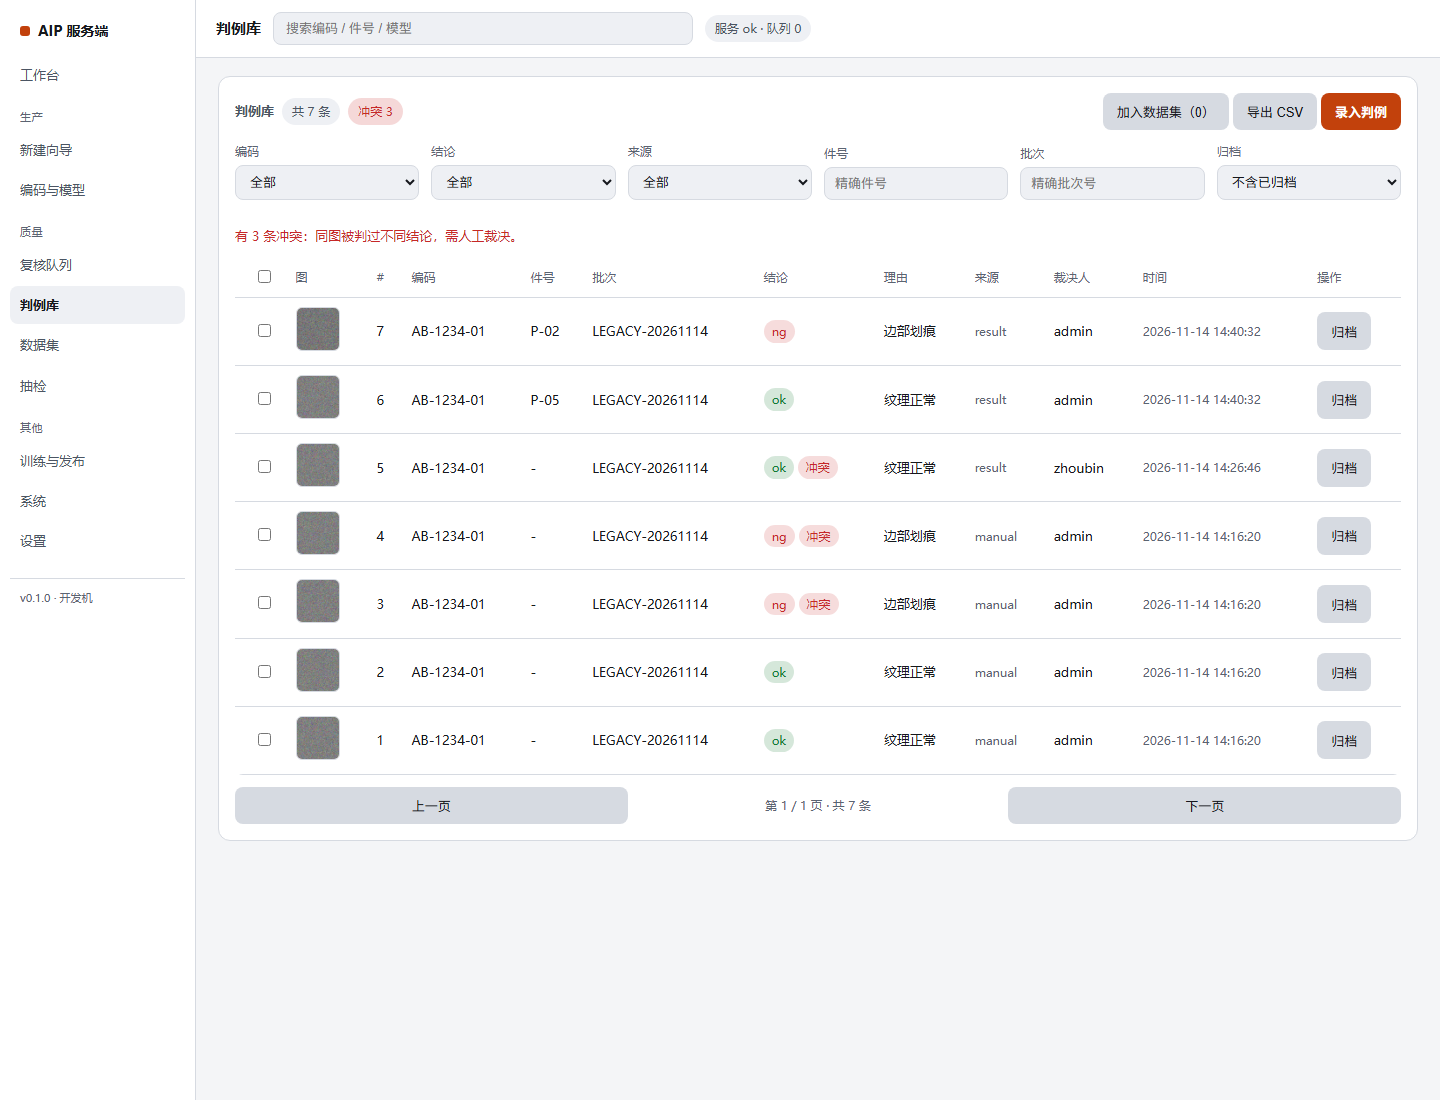 AIP 服务端
工作台
生产
新建向导
编码与模型
质量
复核队列
判例库
数据集
抽检
其他
训练与发布
系统
设置
v0.1.0 · 开发机
判例库 搜索编码 / 件号 / 模型 服务 ok · 队列 0
判例库 共 7 条 冲突 3 加入数据集（0） 导出 CSV 录入判例
编码 结论 来源 件号 批次 归档
全部 全部 全部 精确件号 精确批次号 不含已归档
有 3 条冲突：同图被判过不同结论，需人工裁决。
图 # 编码 件号 批次 结论 理由 来源 裁决人 时间 操作
7 AB-1234-01 P-02 LEGACY-20261114 ng 边部划痕 result admin 2026-11-14 14:40:32 归档
6 AB-1234-01 P-05 LEGACY-20261114 ok 纹理正常 result admin 2026-11-14 14:40:32 归档
5 AB-1234-01 - LEGACY-20261114 ok 冲突 纹理正常 result zhoubin 2026-11-14 14:26:46 归档
4 AB-1234-01 - LEGACY-20261114 ng 冲突 边部划痕 manual admin 2026-11-14 14:16:20 归档
3 AB-1234-01 - LEGACY-20261114 ng 冲突 边部划痕 manual admin 2026-11-14 14:16:20 归档
2 AB-1234-01 - LEGACY-20261114 ok 纹理正常 manual admin 2026-11-14 14:16:20 归档
1 AB-1234-01 - LEGACY-20261114 ok 纹理正常 manual admin 2026-11-14 14:16:20 归档
上一页 第 1 / 1 页 · 共 7 条 下一页